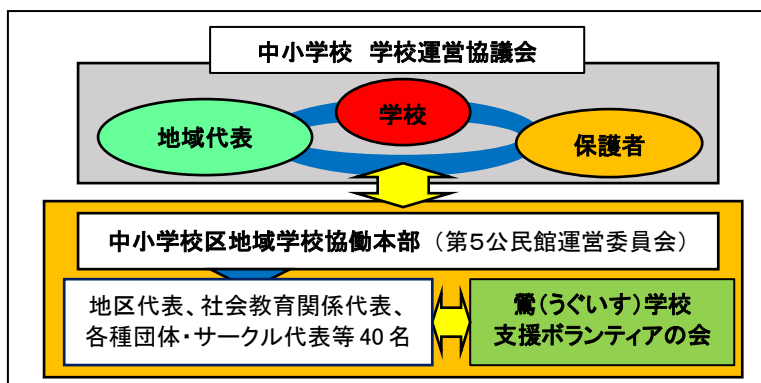 中小学校 学校運営協議会
学校
地域代表
保護者
中小学校区地域学校協働本部（第5公民館運営委員会）
地区代表、社会教育関係代表、
各種団体・サークル代表等 40 名
鶯（うぐいす）学校
支援ボランティアの会